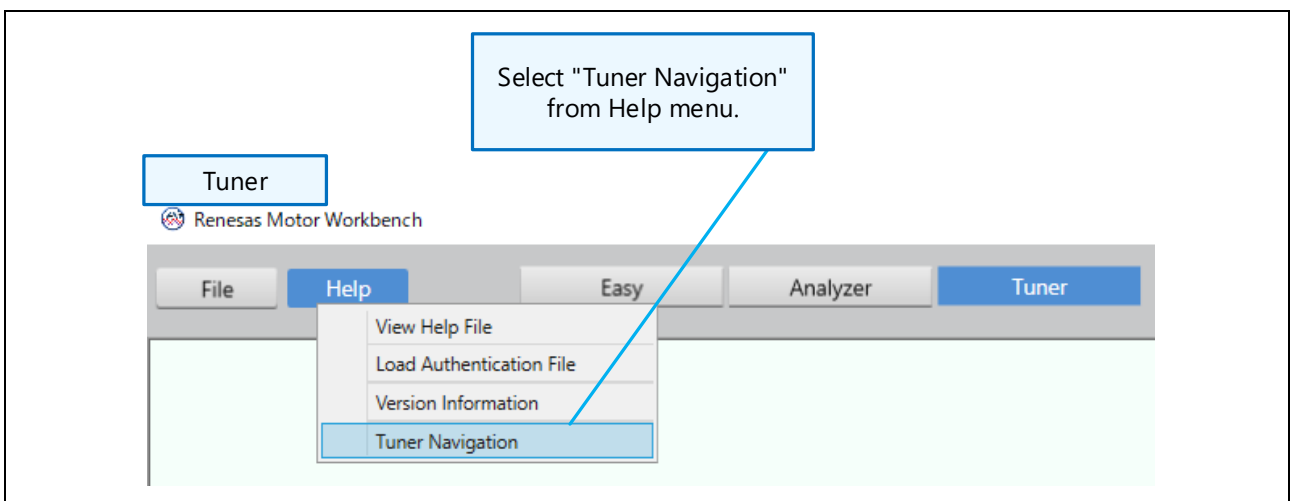 Select "Tuner Navigation"
from Help menu.
Tuner
Renesas Motor Workbench
File
Help
Easy
Analyzer
Tuner
View Help File
Load Authentication File
Version Information
Tuner Navigation